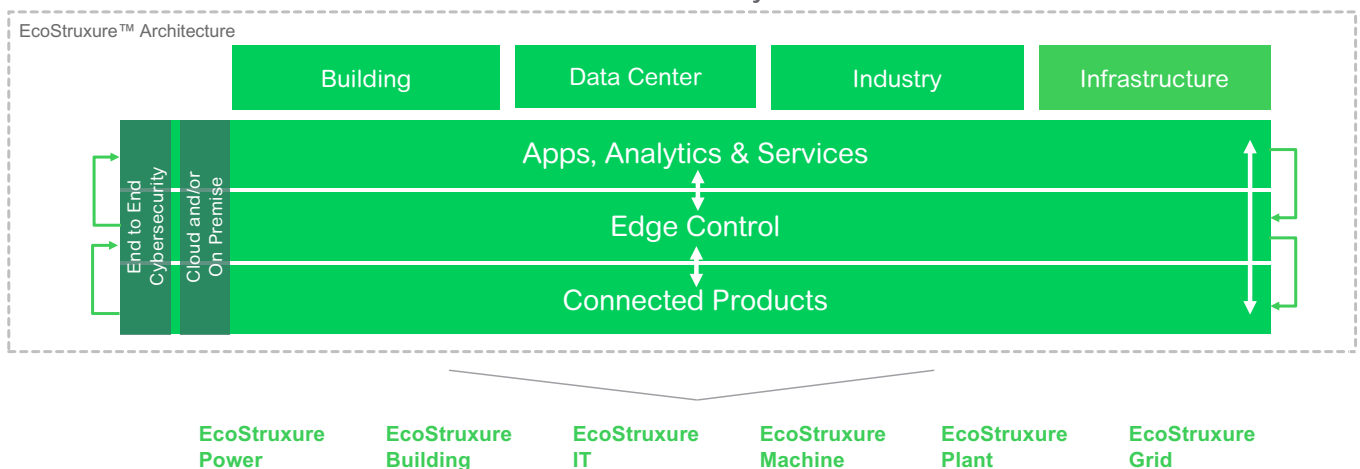 EcoStruxure™ Architecture
Building
Data Center
Industry
Infrastructure
End to End
Cybersecurity
Cloud and/or
On Premise
Apps, Analytics & Services
Edge Control
Connected Products
EcoStruxure
Power
EcoStruxure
Building
EcoStruxure
IT
EcoStruxure
Machine
EcoStruxure
Plant
EcoStruxure
Grid